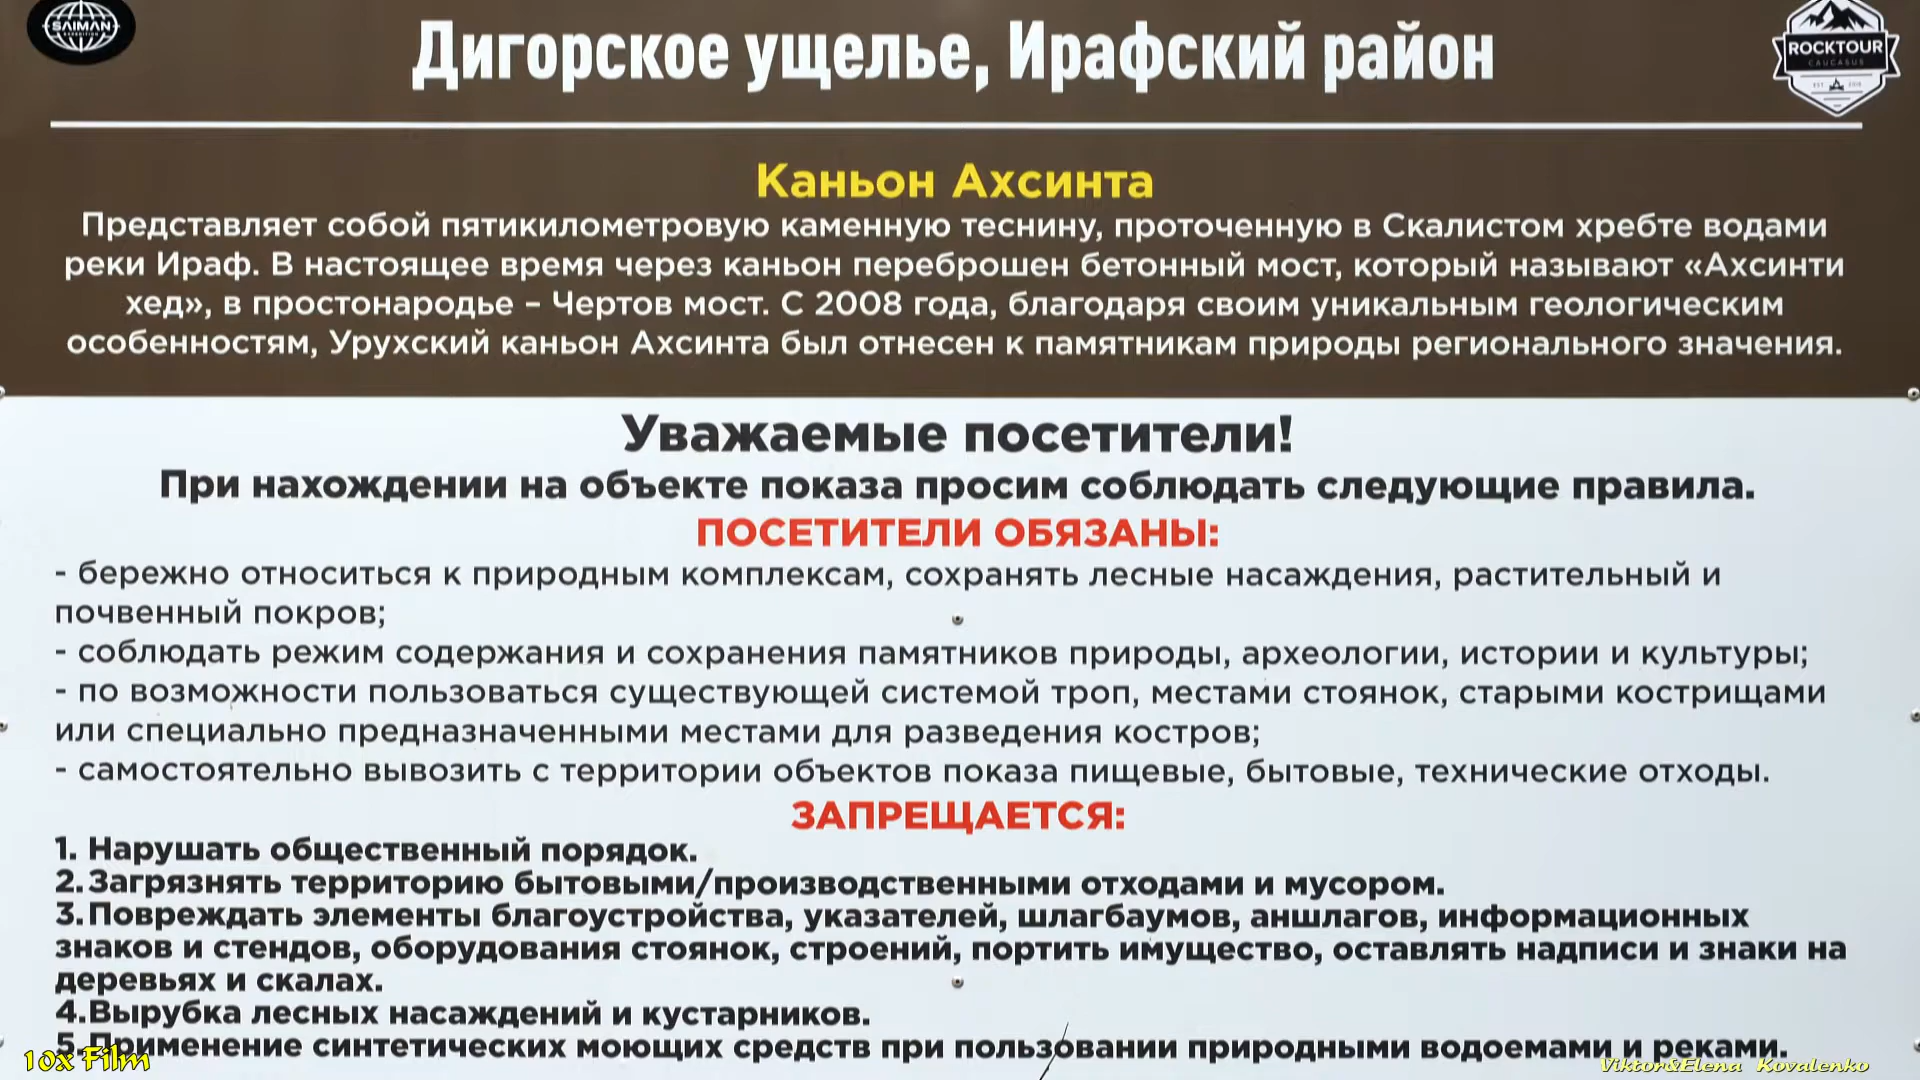 SAIMAN
Дигорское ущелье, Ирафский район
ROCKTOUR
CAUCASUS
Каньон Ахсинта
Представляет собой пятикилометровую каменную теснину, проточенную в Скалистом хребте водами
реки Ираф. В настоящее время через каньон переброшен бетонный мост, который называют «Ахсинти
хед», в простонародье – Чертов мост. С 2008 года, благодаря своим уникальным геологическим
особенностям, Урухский каньон Ахсинта был отнесен к памятникам природы регионального значения.
Уважаемые посетители!
При нахождении на объекте показа просим соблюдать следующие правила.
ПОСЕТИТЕЛИ ОБЯЗАНЫ:
- бережно относиться к природным комплексам, сохранять лесные насаждения, растительный и
почвенный покров;
- соблюдать режим содержания и сохранения памятников природы, археологии, истории и культуры;
- по возможности пользоваться существующей системой троп, местами стоянок, старыми кострищами
или специально предназначенными местами для разведения костров;
- самостоятельно вывозить с территории объектов показа пищевые, бытовые, технические отходы.
ЗАПРЕЩАЕТСЯ:
1. Нарушать общественный порядок.
2. Загрязнять территорию бытовыми/производственными отходами и мусором.
3. Повреждать элементы благоустройства, указателей, шлагбаумов, аншлагов, информационных
знаков и стендов, оборудования стоянок, строений, портить имущество, оставлять надписи и знаки на
деревьях и скалах.
4. Вырубка лесных насаждений и кустарников.
5. Применение синтетических моющих средств при пользовании природными водоемами и реками.
10x Film
Viktor&Elena Kovalenko